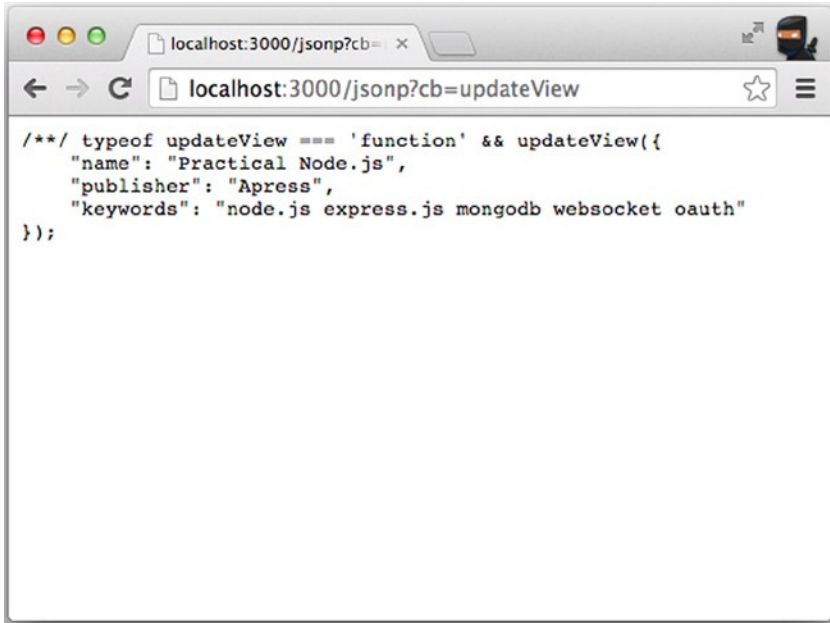 localhost:3000/jsonp?cb=
localhost:3000/jsonp?cb=updateView
/**/ typeof updateView === 'function' && updateView({
    "name": "Practical Node.js",
    "publisher": "Apress",
    "keywords": "node.js express.js mongodb websocket oauth"
});